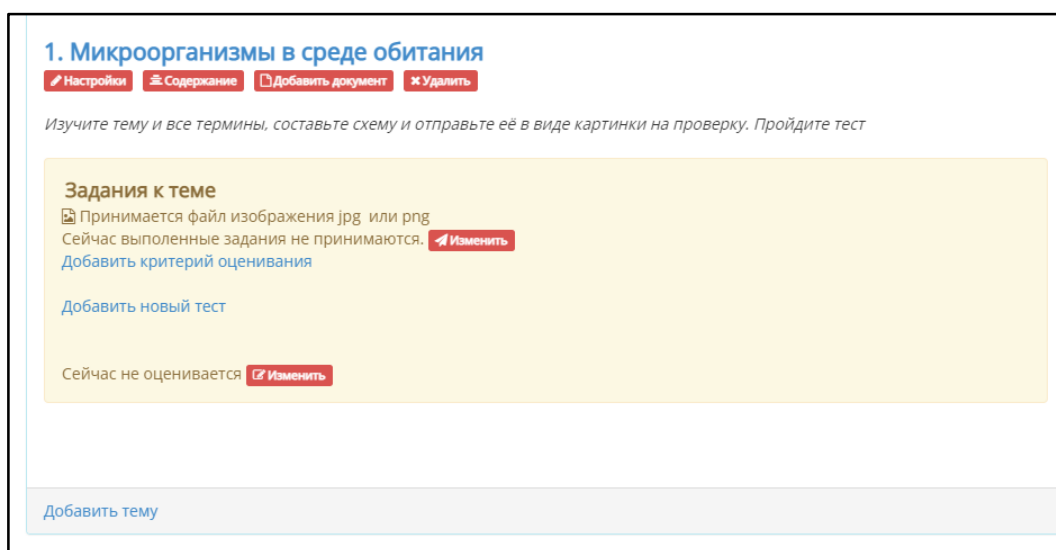 1. Микроорганизмы в среде обитания
Настройки Содержание Добавить документ Удалить
Изучите тему и все термины, составьте схему и отправьте её в виде картинки на проверку. Пройдите тест
Задания к теме
Принимается файл изображения jpg или png
Сейчас выполенные задания не принимаются. Изменить
Добавить критерий оценивания
Добавить новый тест
Сейчас не оценивается Изменить
Добавить тему